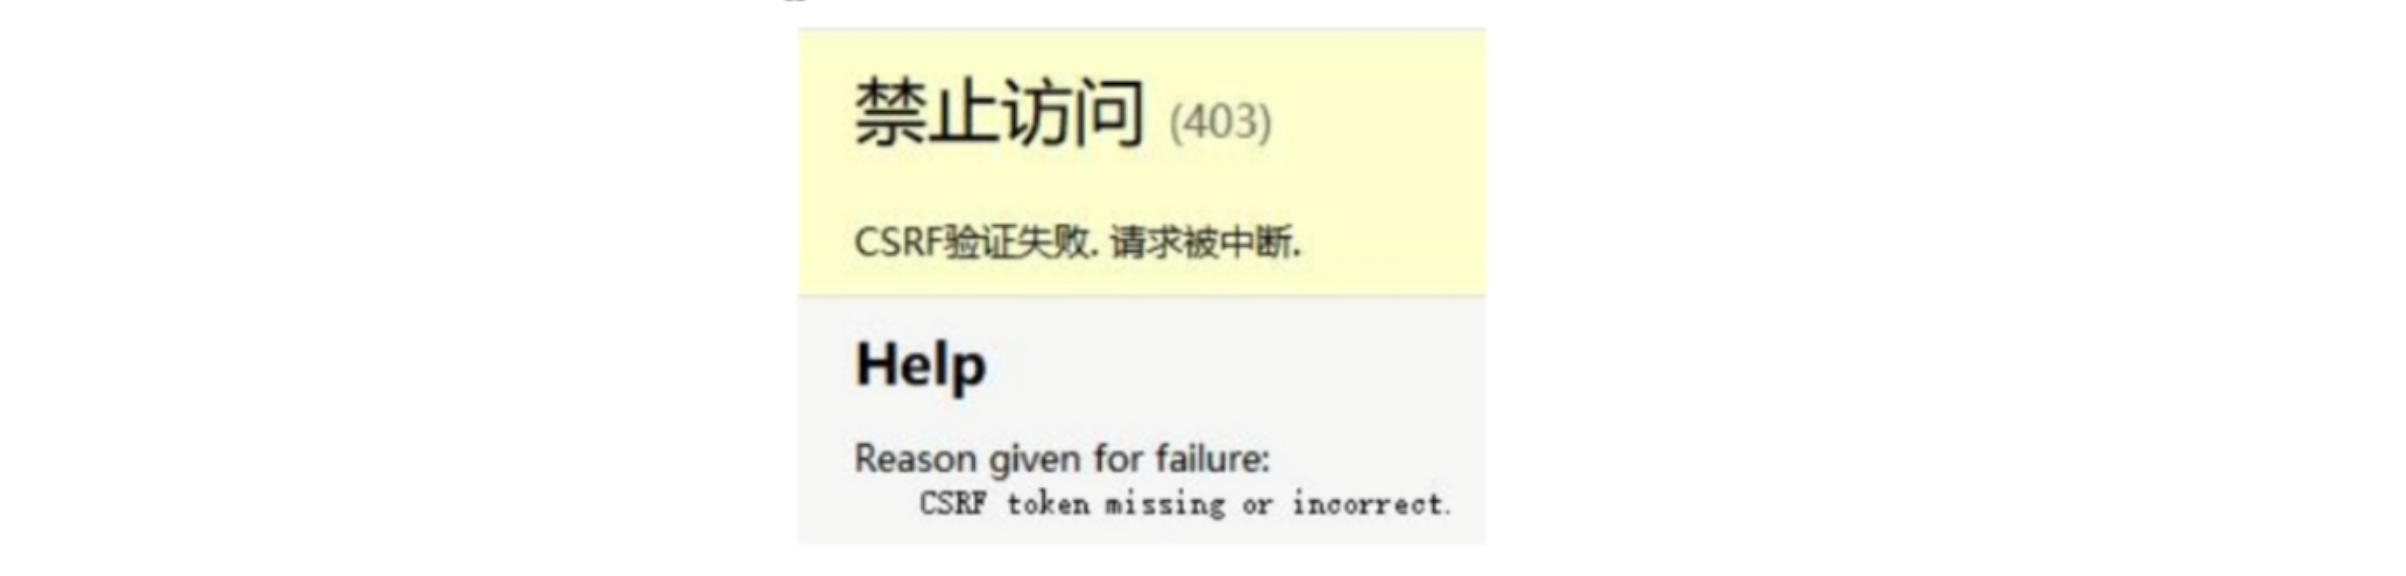 禁止访问 (403)
CSRF验证失败. 请求被中断.
Help
Reason given for failure:
CSRF token missing or incorrect.